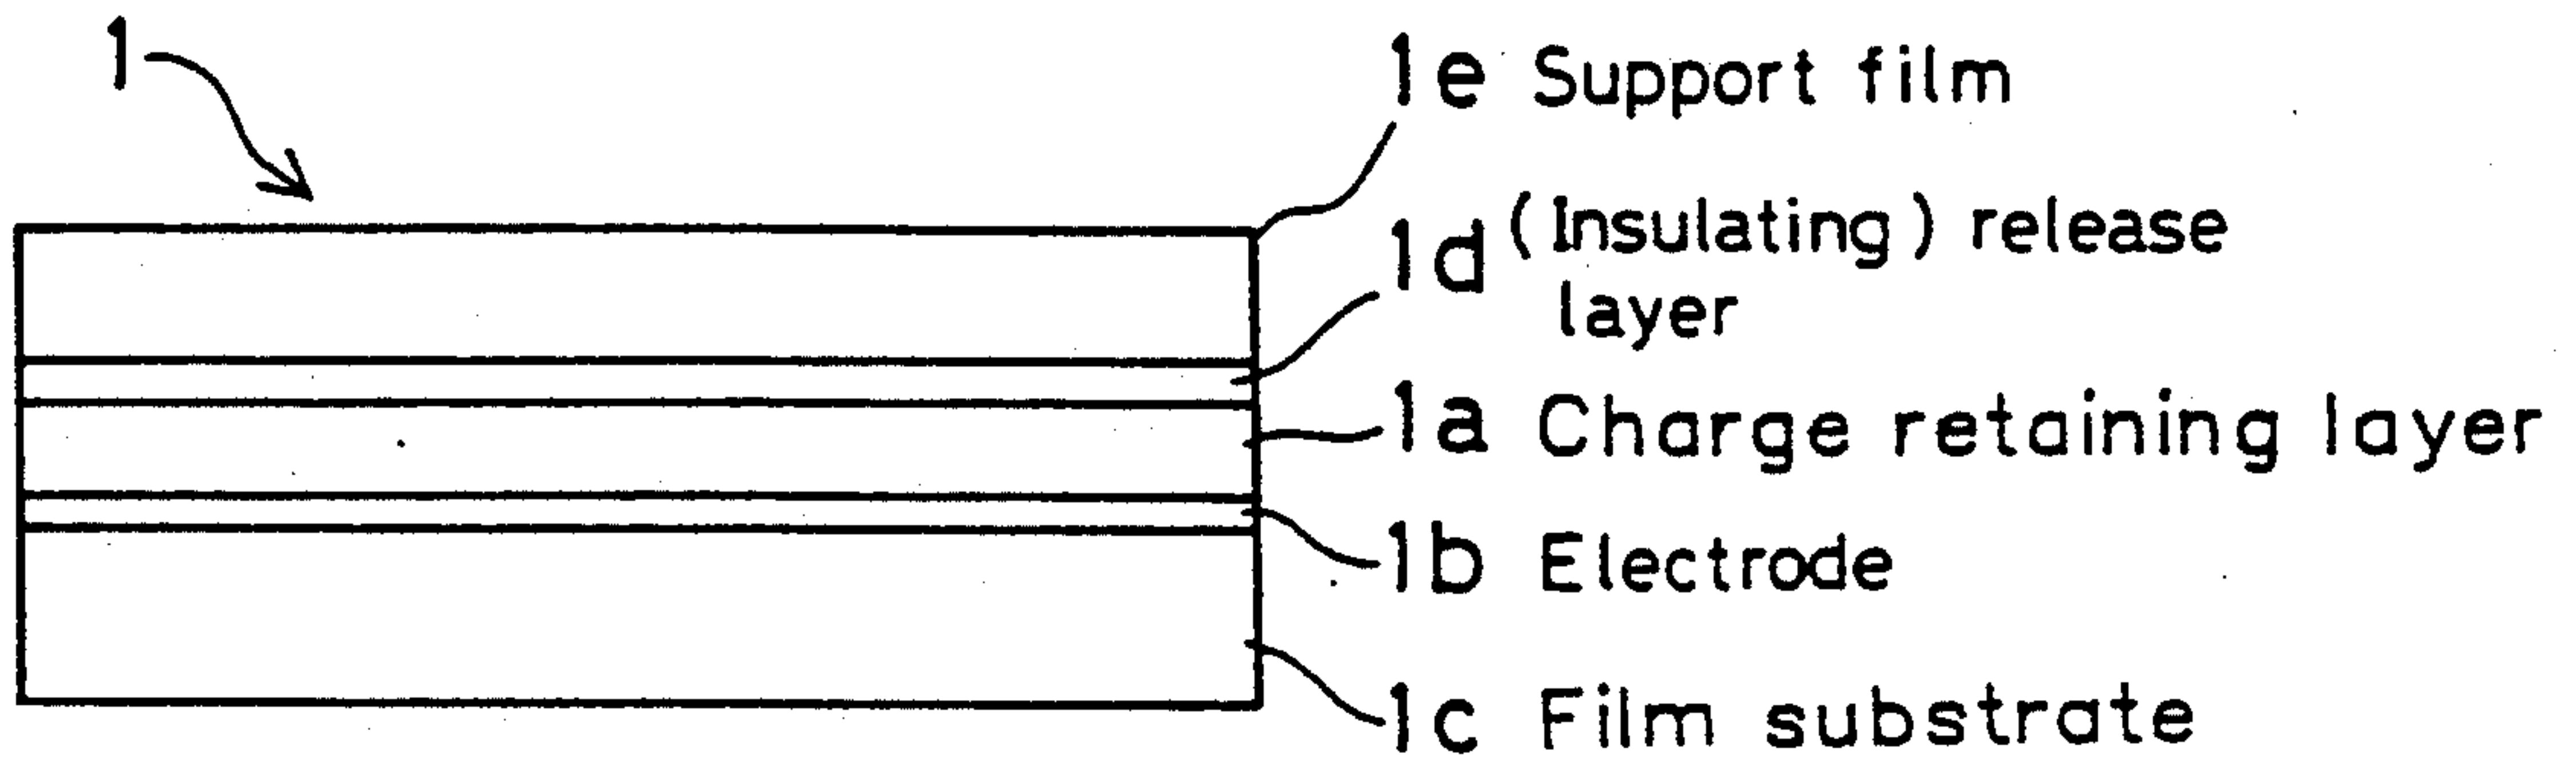 1
1e Support film
1d (Insulating) release
layer
1a Charge retaining layer
1b Electrode
1c Film substrate